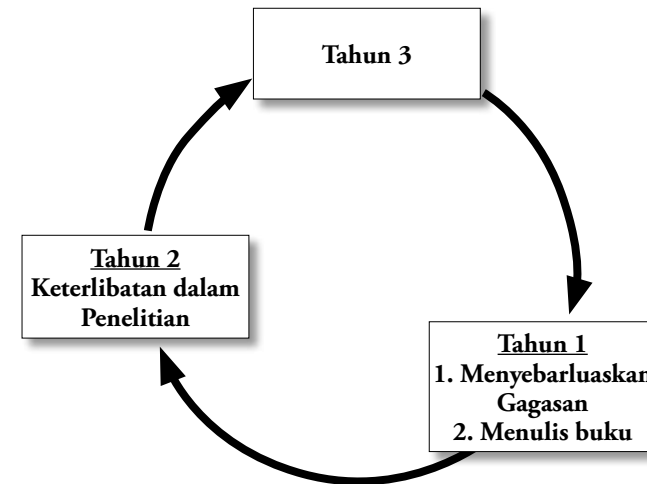 Tahun 3
Tahun 2
Keterlibatan dalam
Penelitian
Tahun 1
1. Menyebarluaskan
Gagasan
2. Menulis buku